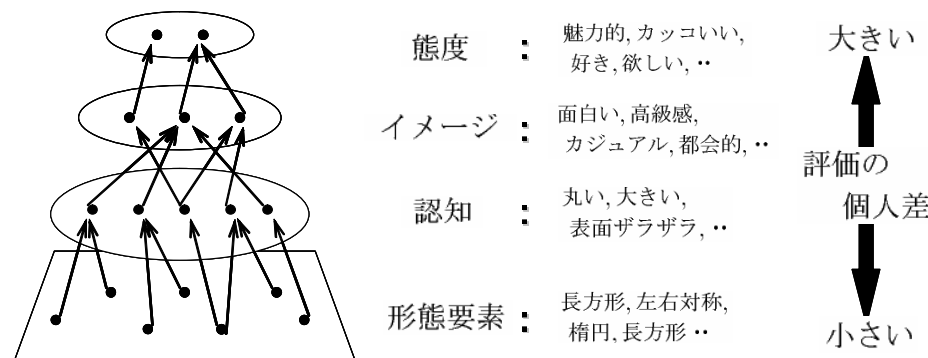 態度 : 魅力的, カッコいい,
好き, 欲しい, ••
イメージ : 面白い, 高級感,
カジュアル, 都会的, ••
認知 : 丸い, 大きい,
表面ザラザラ, ••
形態要素 : 長方形, 左右対称,
楕円, 長方形 ••
大きい
評価の
個人差
小さい